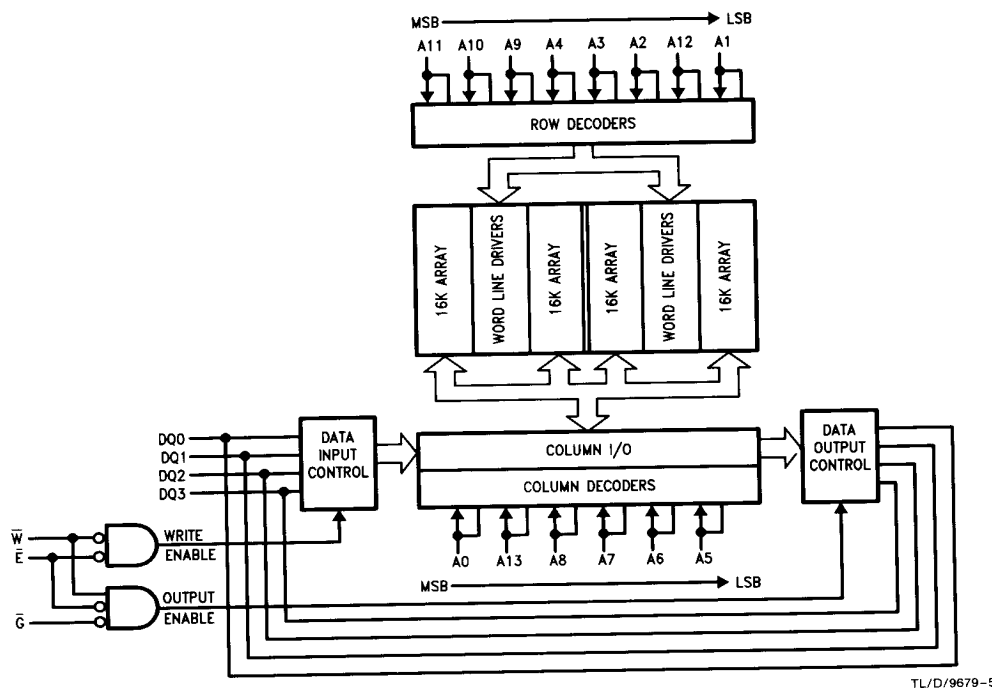 MSB LSB
A11 A10 A9 A4 A3 A2 A12 A1
ROW DECODERS
16K ARRAY
WORD LINE DRIVERS
16K ARRAY
16K ARRAY
WORD LINE DRIVERS
16K ARRAY
DQ0
DQ1
DQ2
DQ3
DATA
INPUT
CONTROL
COLUMN I/O
COLUMN DECODERS
DATA
OUTPUT
CONTROL
W̅
E̅
WRITE
ENABLE
A0 A13 A8 A7 A6 A5
MSB LSB
G̅
OUTPUT
ENABLE
TL/D/9679-5